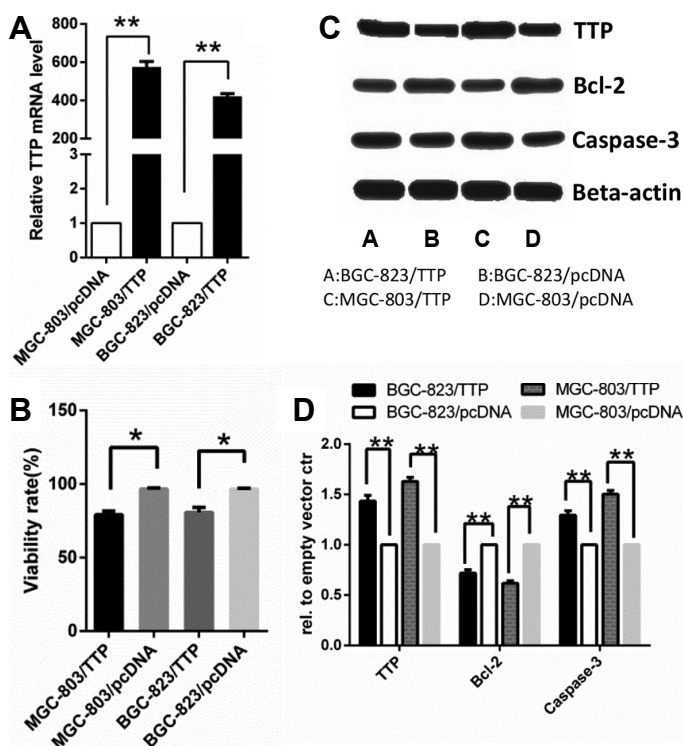 A
Relative TTP mRNA level
800
600
400
200
3
2
1
0
**
**
MGC-803/pcDNA
MGC-803/TTP
BGC-823/pcDNA
BGC-823/TTP
C
TTP
Bcl-2
Caspase-3
Beta-actin
A B C D
A:BGC-823/TTP B:BGC-823/pcDNA
C:MGC-803/TTP D:MGC-803/pcDNA
B
Viability rate(%)
150
100
50
0
*
*
MGC-803/TTP
MGC-803/pcDNA
BGC-823/TTP
BGC-823/pcDNA
D
BGC-823/TTP MGC-803/TTP
BGC-823/pcDNA MGC-803/pcDNA
rel. to empty vector ctr
2.0
1.5
1.0
0.5
0.0
** **
** **
** **
TTP
Bcl-2
Caspase-3